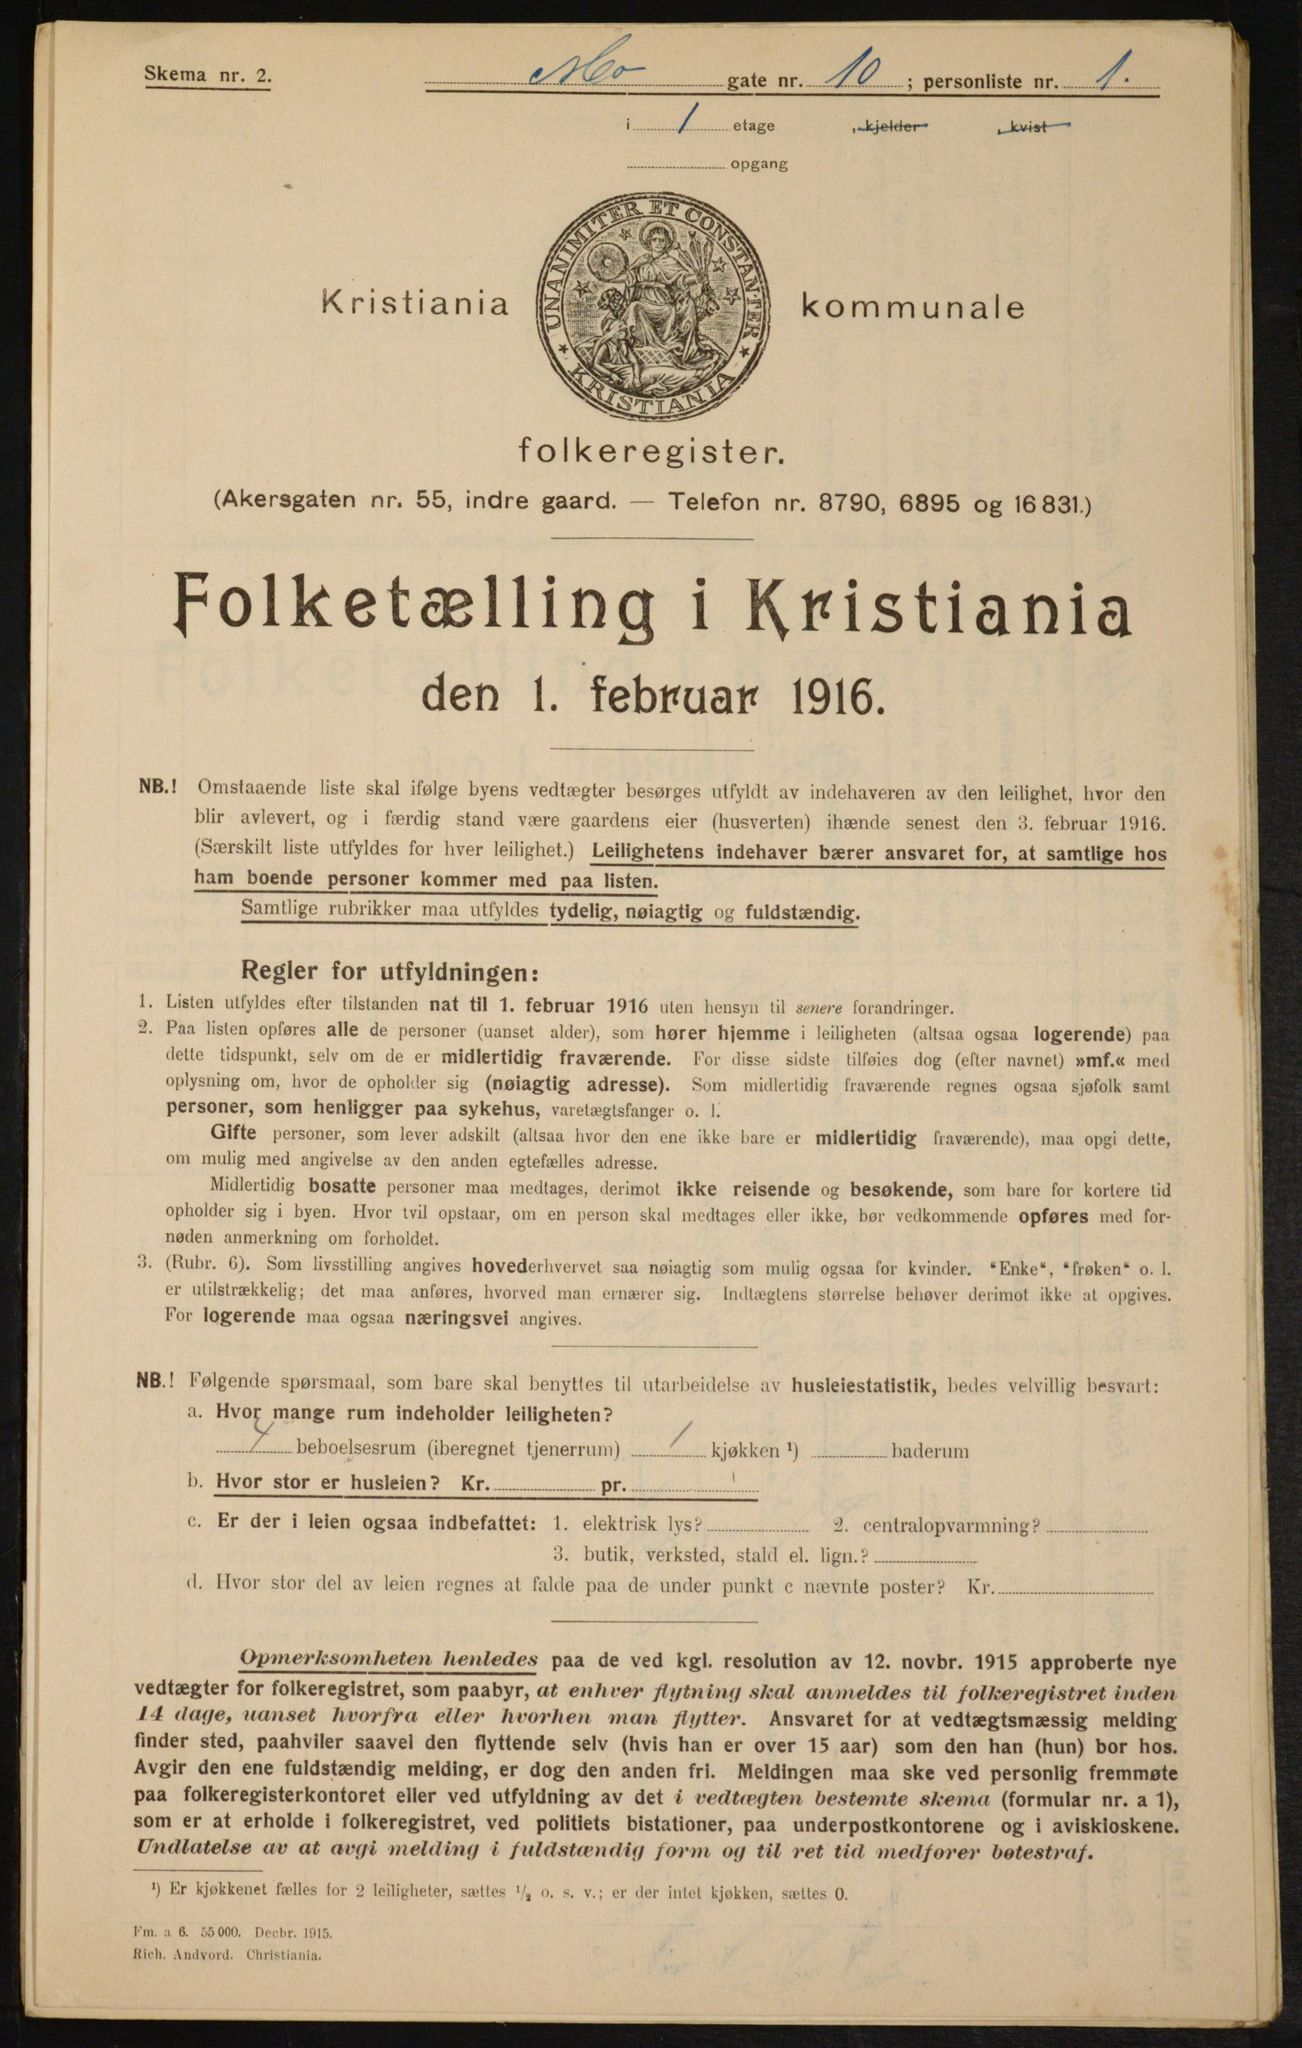 Skema nr. 2.
Mo gate nr. 10 ; personliste nr. 1.
i 1 etage , kjelder , kvist
opgang
UNANIMITER ET CONSTANTER
KRISTIANIA
Kristiania kommunale
folkeregister.
(Akersgaten nr. 55, indre gaard. — Telefon nr. 8790, 6895 og 16831.)
Folketælling i Kristiania
den 1. februar 1916.
NB.! Omstaaende liste skal ifølge byens vedtægter besørges utfyldt av indehaveren av den leilighet, hvor den
blir avlevert, og i færdig stand være gaardens eier (husverten) ihænde senest den 3. februar 1916.
(Særskilt liste utfyldes for hver leilighet.) Leilighetens indehaver bærer ansvaret for, at samtlige hos
ham boende personer kommer med paa listen.
Samtlige rubrikker maa utfyldes tydelig, nøiagtig og fuldstændig.
Regler for utfyldningen:
1. Listen utfyldes efter tilstanden nat til 1. februar 1916 uten hensyn til senere forandringer.
2. Paa listen opføres alle de personer (uanset alder), som hører hjemme i leiligheten (altsaa ogsaa logerende) paa
dette tidspunkt, selv om de er midlertidig fraværende. For disse sidste tilføies dog (efter navnet) »mf.« med
oplysning om, hvor de opholder sig (nøiagtig adresse). Som midlertidig fraværende regnes ogsaa sjøfolk samt
personer, som henligger paa sykehus, varetægtsfanger o. l.
Gifte personer, som lever adskilt (altsaa hvor den ene ikke bare er midlertidig fraværende), maa opgi dette,
om mulig med angivelse av den anden egtefælles adresse.
Midlertidig bosatte personer maa medtages, derimot ikke reisende og besøkende, som bare for kortere tid
opholder sig i byen. Hvor tvil opstaar, om en person skal medtages eller ikke, bør vedkommende opføres med for-
nøden anmerkning om forholdet.
3. (Rubr. 6). Som livsstilling angives hovederhvervet saa nøiagtig som mulig ogsaa for kvinder. "Enke", "frøken" o. l.
er utilstrækkelig; det maa anføres, hvorved man ernærer sig. Indtægtens størrelse behøver derimot ikke at opgives.
For logerende maa ogsaa næringsvei angives.
NB.! Følgende spørsmaal, som bare skal benyttes til utarbeidelse av husleiestatistik, bedes velvillig besvart:
a. Hvor mange rum indeholder leiligheten?
4 beboelsesrum (iberegnet tjenerrum) 1 kjøkken ¹) baderum
b. Hvor stor er husleien? Kr. pr.
c. Er der i leien ogsaa indbefattet: 1. elektrisk lys? 2. centralopvarmning?
3. butik, verksted, stald el. lign.?
d. Hvor stor del av leien regnes at falde paa de under punkt c nævnte poster? Kr.
Opmerksomheten henledes paa de ved kgl. resolution av 12. novbr. 1915 approberte nye
vedtægter for folkeregistret, som paabyr, at enhver flytning skal anmeldes til folkeregistret inden
14 dage, uanset hvorfra eller hvorhen man flytter. Ansvaret for at vedtægtsmæssig melding
finder sted, paahviler saavel den flyttende selv (hvis han er over 15 aar) som den han (hun) bor hos.
Avgir den ene fuldstændig melding, er dog den anden fri. Meldingen maa ske ved personlig fremmøte
paa folkeregisterkontoret eller ved utfyldning av det i vedtægten bestemte skema (formular nr. a 1),
som er at erholde i folkeregistret, ved politiets bistationer, paa underpostkontorene og i aviskioskene.
Undlatelse av at avgi melding i fuldstændig form og til ret tid medfører bøtestraf.
¹) Er kjøkkenet fælles for 2 leiligheter, sættes ½ o. s. v.; er der intet kjøkken, sættes 0.
Fm. a 6. 55000. Decbr. 1915.
Rich. Andvord. Christiania.